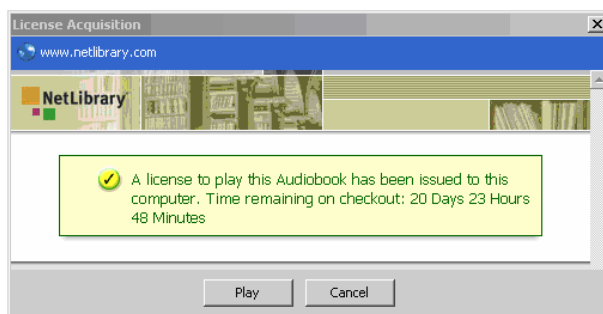 License Acquisition
www.netlibrary.com
NetLibrary
A license to play this Audiobook has been issued to this
computer. Time remaining on checkout: 20 Days 23 Hours
48 Minutes
Play Cancel